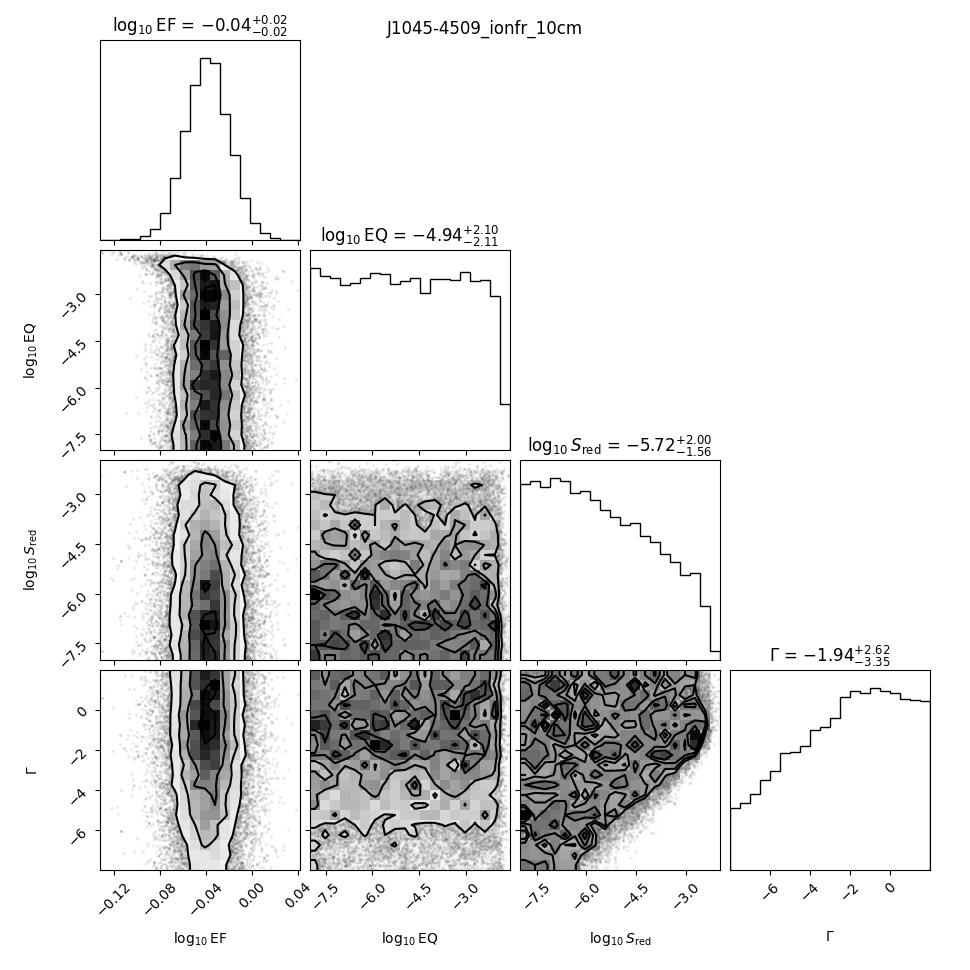 J1045-4509_ionfr_10cm
log₁₀ EF = −0.04 +0.02 −0.02
log₁₀ EQ = −4.94 +2.10 −2.11
log₁₀ EQ
−3.0
−4.5
−6.0
−7.5
log₁₀ S_red = −5.72 +2.00 −1.56
log₁₀ S_red
−3.0
−4.5
−6.0
−7.5
Γ = −1.94 +2.62 −3.35
Γ
0
−2
−4
−6
−0.12 −0.08 −0.04 0.00 0.04
−7.5 −6.0 −4.5 −3.0
−7.5 −6.0 −4.5 −3.0
−6 −4 −2 0
log₁₀ EF
log₁₀ EQ
log₁₀ S_red
Γ